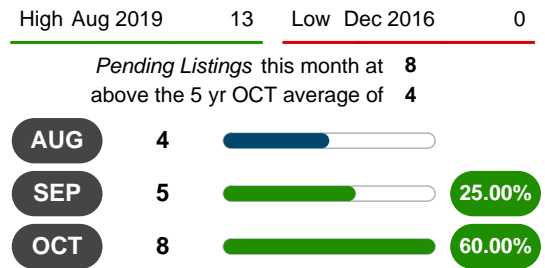 High Aug 2019 13 Low Dec 2016 0
Pending Listings this month at 8
above the 5 yr OCT average of 4
AUG 4
SEP 5 25.00%
OCT 8 60.00%